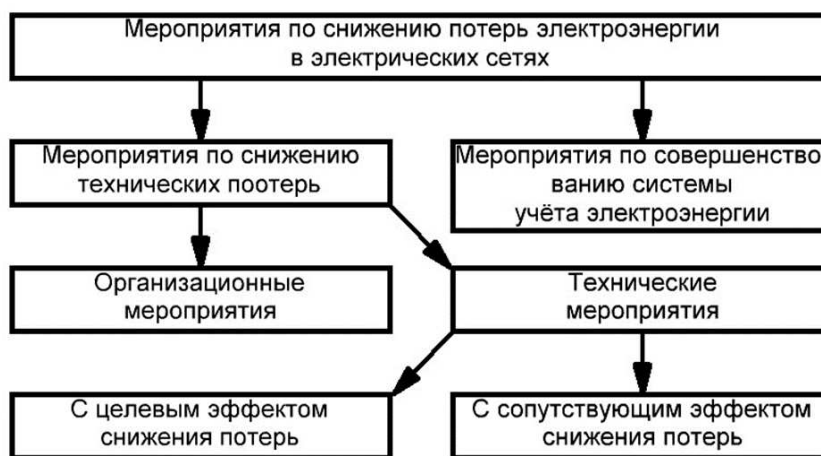 Мероприятия по снижению потерь электроэнергии
в электрических сетях
Мероприятия по снижению
технических поотерь
Мероприятия по совершенство
ванию системы
учёта электроэнергии
Организационные
мероприятия
Технические
мероприятия
С целевым эффектом
снижения потерь
С сопутствующим эффектом
снижения потерь